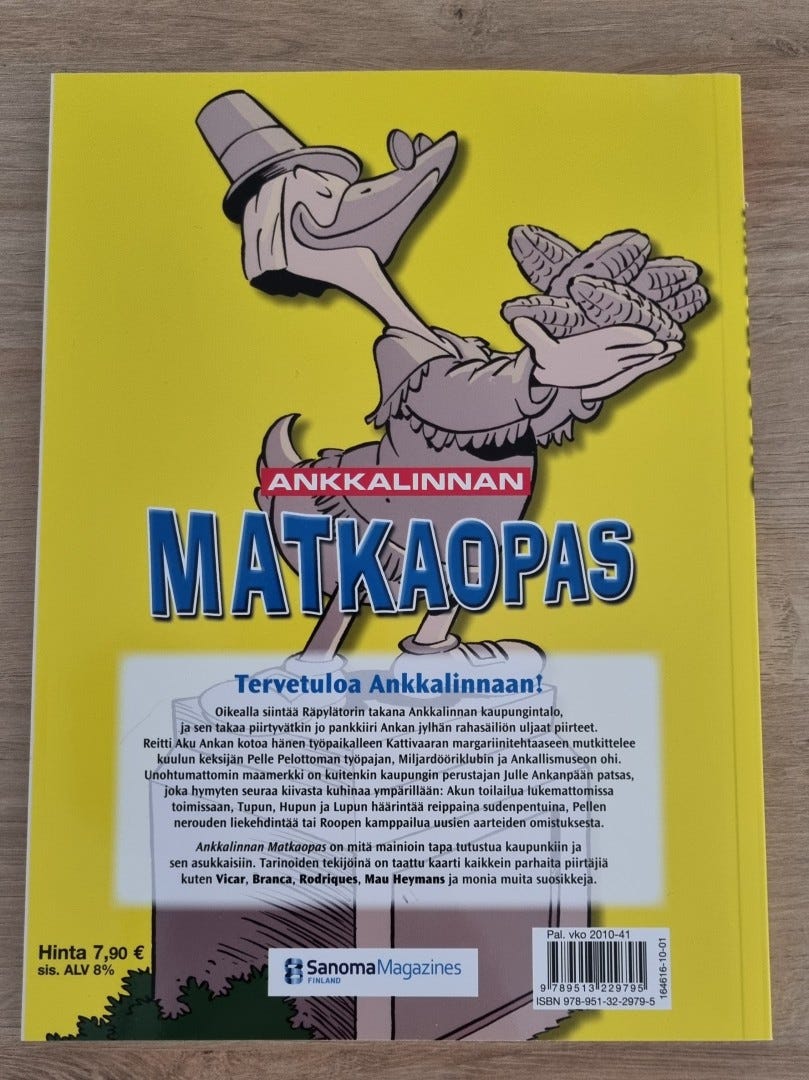 ANKKALINNAN
MATKAOPAS
Tervetuloa Ankkalinnaan!
Oikealla siintää Räpylätorin takana Ankkalinnan kaupungintalo,
ja sen takaa piirtyvätkin jo pankkiiri Ankan jylhän rahasäiliön uljaat piirteet.
Reitti Aku Ankan kotoa hänen työpaikalleen Kattivaaran margariinitehtaaseen mutkittelee
kuulun keksijän Pelle Pelottoman työpajan, Miljardööriklubin ja Ankallismuseon ohi.
Unohtumattomin maamerkki on kuitenkin kaupungin perustajan Julle Ankanpään patsas,
joka hymyten seuraa kiivasta kuhinaa ympärillään: Akun toilailua lukemattomissa
toimissaan, Tupun, Hupun ja Lupun häärintää reippaina sudenpentuina, Pellen
nerouden liekehdintää tai Roopen kamppailua uusien aarteiden omistuksesta.
Ankkalinnan Matkaopas on mitä mainioin tapa tutustua kaupunkiin ja
sen asukkaisiin. Tarinoiden tekijöinä on taattu kaarti kaikkein parhaita piirtäjiä
kuten Vicar, Branca, Rodriques, Mau Heymans ja monia muita suosikkeja.
Hinta 7,90 €
sis. ALV 8%
SanomaMagazines
FINLAND
Pal. vko 2010-41
9 789513 229795
ISBN 978-951-32-2979-5
164616-10-01